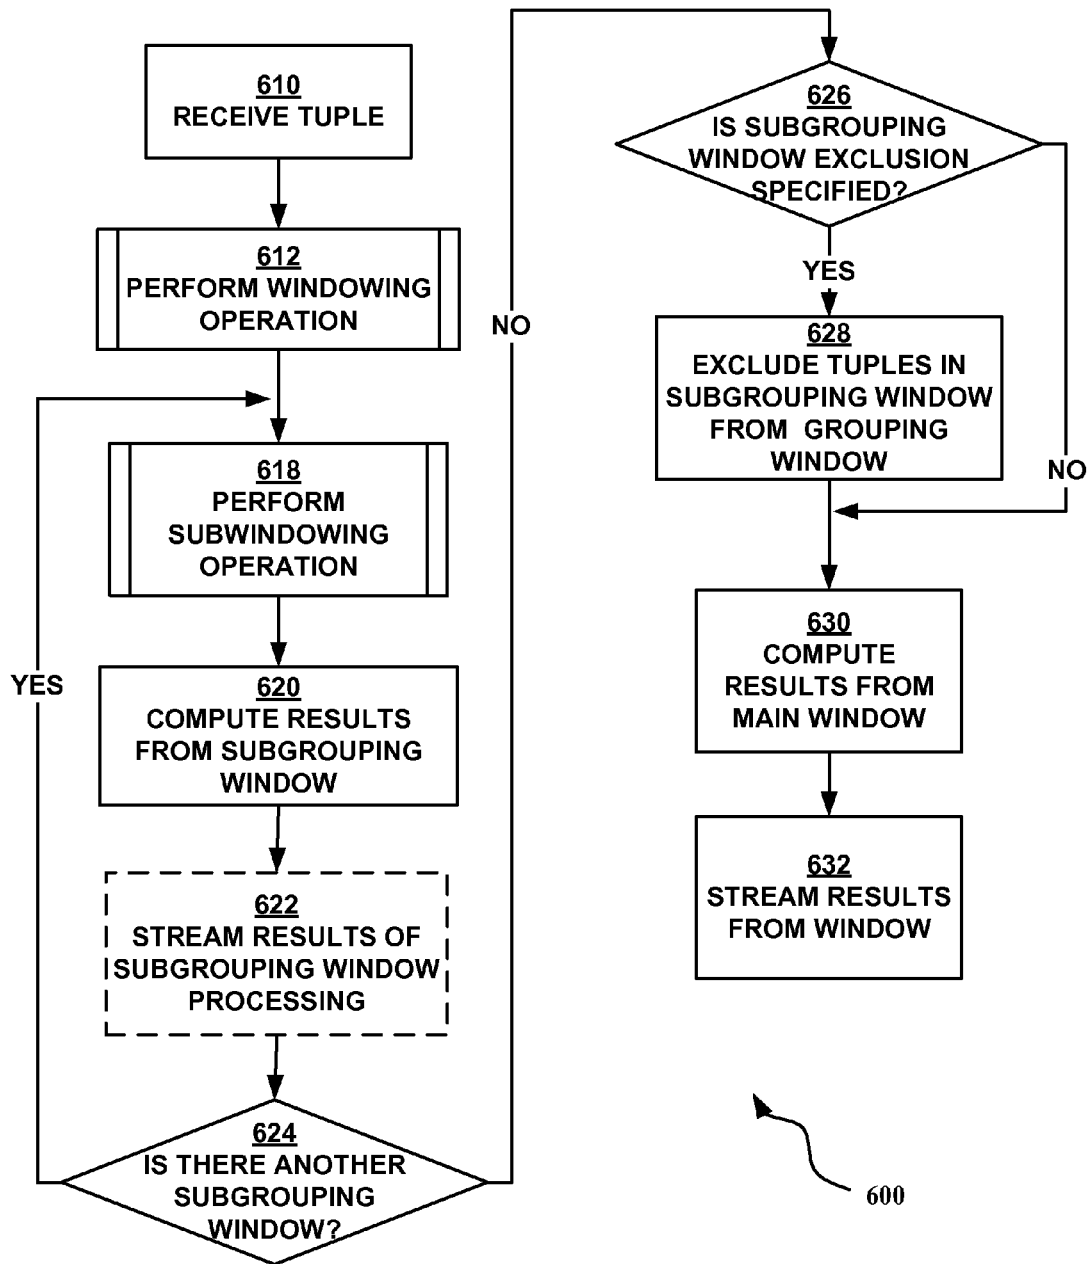 610
RECEIVE TUPLE
612
PERFORM WINDOWING
OPERATION
618
PERFORM
SUBWINDOWING
OPERATION
620
COMPUTE RESULTS
FROM SUBGROUPING
WINDOW
622
STREAM RESULTS OF
SUBGROUPING WINDOW
PROCESSING
624
IS THERE ANOTHER
SUBGROUPING
WINDOW?
YES
NO
626
IS SUBGROUPING
WINDOW EXCLUSION
SPECIFIED?
YES
628
EXCLUDE TUPLES IN
SUBGROUPING WINDOW
FROM GROUPING
WINDOW
NO
630
COMPUTE
RESULTS FROM
MAIN WINDOW
632
STREAM RESULTS
FROM WINDOW
600